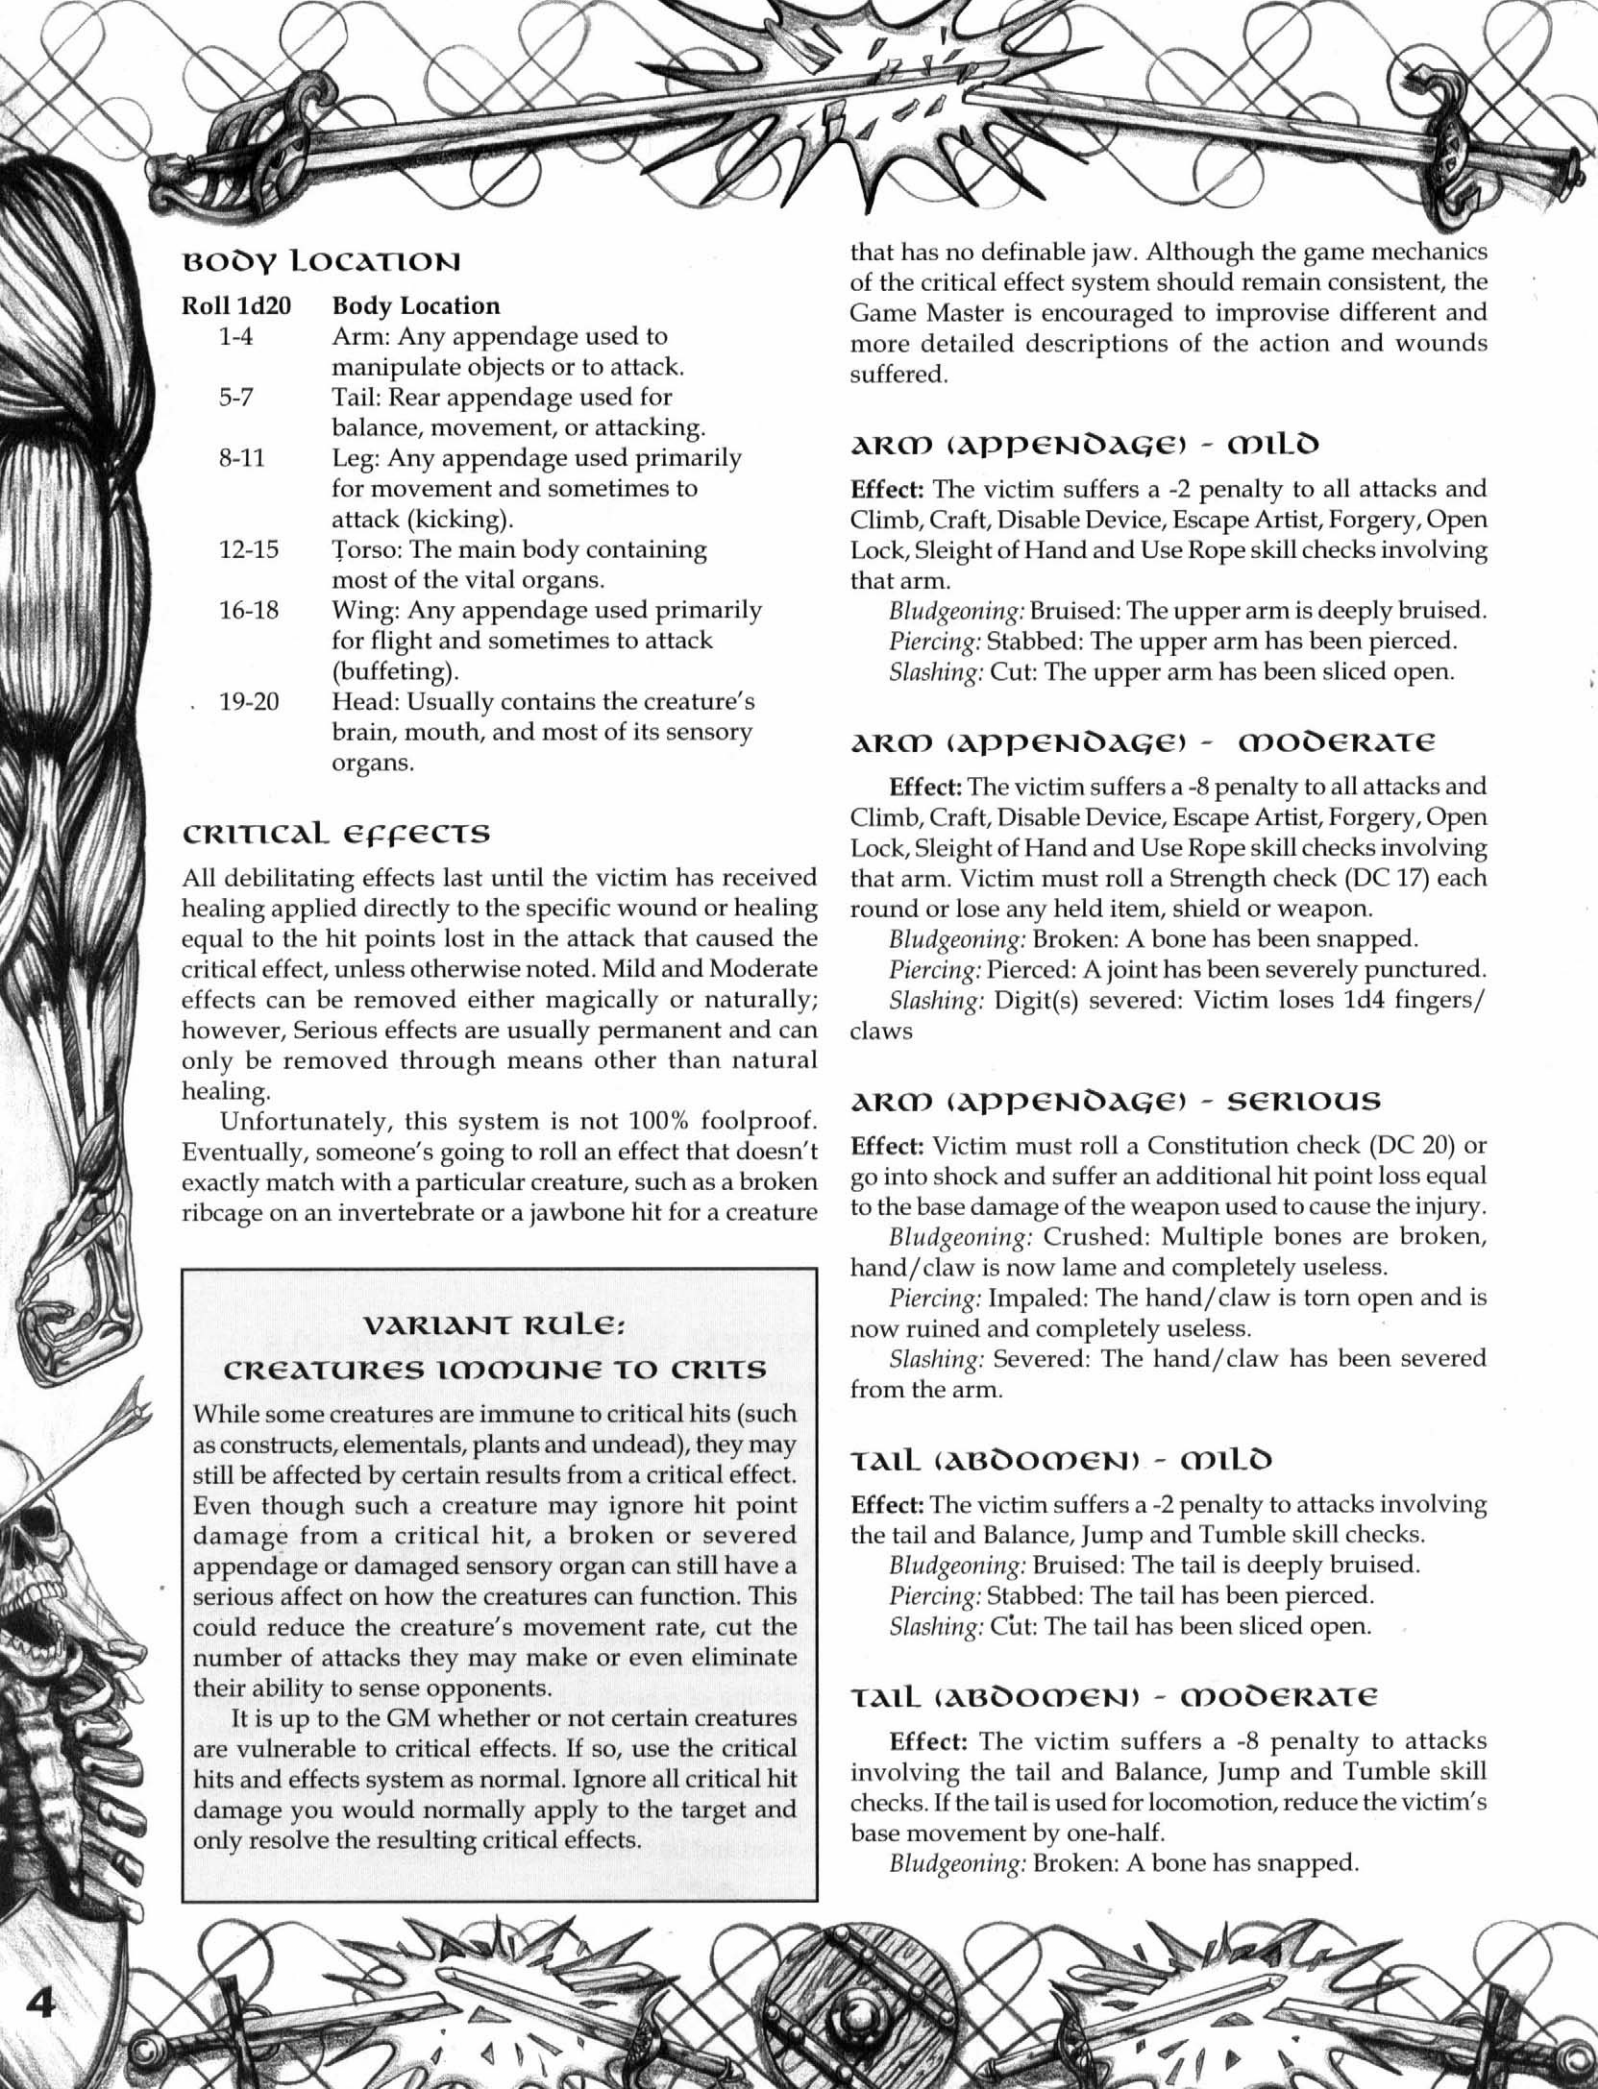 BODY LOCATION
Roll 1d20 Body Location
1-4 Arm: Any appendage used to
manipulate objects or to attack.
5-7 Tail: Rear appendage used for
balance, movement, or attacking.
8-11 Leg: Any appendage used primarily
for movement and sometimes to
attack (kicking).
12-15 Torso: The main body containing
most of the vital organs.
16-18 Wing: Any appendage used primarily
for flight and sometimes to attack
(buffeting).
19-20 Head: Usually contains the creature's
brain, mouth, and most of its sensory
organs.
CRITICAL EFFECTS
All debilitating effects last until the victim has received
healing applied directly to the specific wound or healing
equal to the hit points lost in the attack that caused the
critical effect, unless otherwise noted. Mild and Moderate
effects can be removed either magically or naturally;
however, Serious effects are usually permanent and can
only be removed through means other than natural
healing.
Unfortunately, this system is not 100% foolproof.
Eventually, someone's going to roll an effect that doesn't
exactly match with a particular creature, such as a broken
ribcage on an invertebrate or a jawbone hit for a creature
VARIANT RULE:
CREATURES IMMUNE TO CRITS
While some creatures are immune to critical hits (such
as constructs, elementals, plants and undead), they may
still be affected by certain results from a critical effect.
Even though such a creature may ignore hit point
damage from a critical hit, a broken or severed
appendage or damaged sensory organ can still have a
serious affect on how the creatures can function. This
could reduce the creature's movement rate, cut the
number of attacks they may make or even eliminate
their ability to sense opponents.
It is up to the GM whether or not certain creatures
are vulnerable to critical effects. If so, use the critical
hits and effects system as normal. Ignore all critical hit
damage you would normally apply to the target and
only resolve the resulting critical effects.
that has no definable jaw. Although the game mechanics
of the critical effect system should remain consistent, the
Game Master is encouraged to improvise different and
more detailed descriptions of the action and wounds
suffered.
ARM (APPENDAGE) - MILD
Effect: The victim suffers a -2 penalty to all attacks and
Climb, Craft, Disable Device, Escape Artist, Forgery, Open
Lock, Sleight of Hand and Use Rope skill checks involving
that arm.
Bludgeoning: Bruised: The upper arm is deeply bruised.
Piercing: Stabbed: The upper arm has been pierced.
Slashing: Cut: The upper arm has been sliced open.
ARM (APPENDAGE) - MODERATE
Effect: The victim suffers a -8 penalty to all attacks and
Climb, Craft, Disable Device, Escape Artist, Forgery, Open
Lock, Sleight of Hand and Use Rope skill checks involving
that arm. Victim must roll a Strength check (DC 17) each
round or lose any held item, shield or weapon.
Bludgeoning: Broken: A bone has been snapped.
Piercing: Pierced: A joint has been severely punctured.
Slashing: Digit(s) severed: Victim loses 1d4 fingers/
claws
ARM (APPENDAGE) - SERIOUS
Effect: Victim must roll a Constitution check (DC 20) or
go into shock and suffer an additional hit point loss equal
to the base damage of the weapon used to cause the injury.
Bludgeoning: Crushed: Multiple bones are broken,
hand/claw is now lame and completely useless.
Piercing: Impaled: The hand/claw is torn open and is
now ruined and completely useless.
Slashing: Severed: The hand/claw has been severed
from the arm.
TAIL (ABDOMEN) - MILD
Effect: The victim suffers a -2 penalty to attacks involving
the tail and Balance, Jump and Tumble skill checks.
Bludgeoning: Bruised: The tail is deeply bruised.
Piercing: Stabbed: The tail has been pierced.
Slashing: Cut: The tail has been sliced open.
TAIL (ABDOMEN) - MODERATE
Effect: The victim suffers a -8 penalty to attacks
involving the tail and Balance, Jump and Tumble skill
checks. If the tail is used for locomotion, reduce the victim's
base movement by one-half.
Bludgeoning: Broken: A bone has snapped.
4